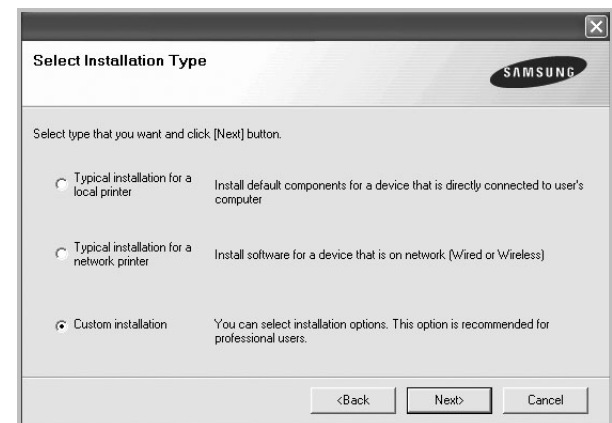 Select Installation Type
SAMSUNG
Select type that you want and click [Next] button.
Typical installation for a
local printer
Install default components for a device that is directly connected to user's
computer
Typical installation for a
network printer
Install software for a device that is on network (Wired or Wireless)
Custom installation
You can select installation options. This option is recommended for
professional users.
<Back
Next>
Cancel